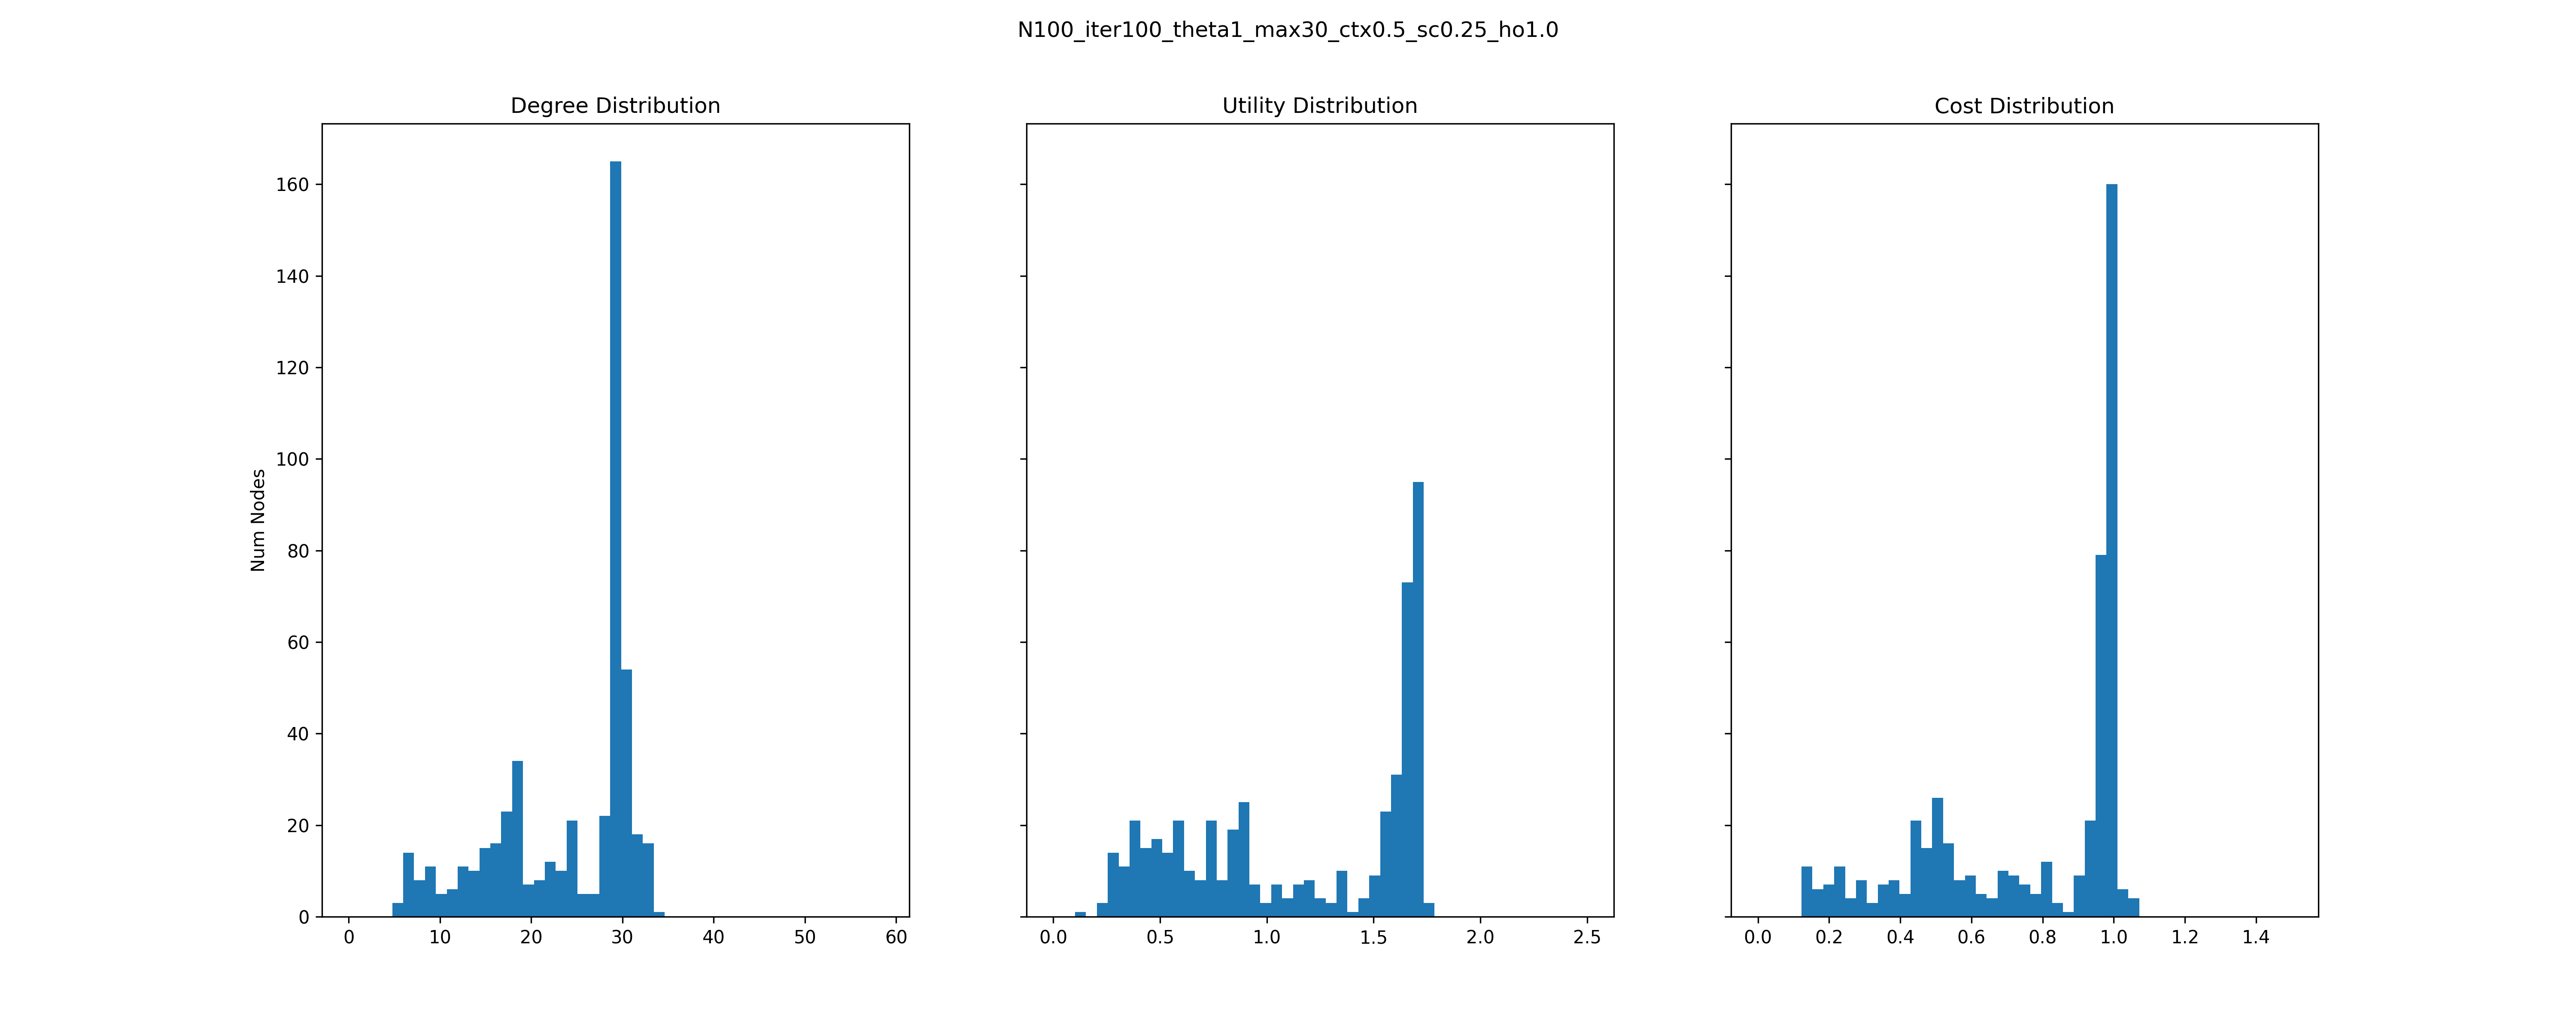 N100_iter100_theta1_max30_ctx0.5_sc0.25_ho1.0
Degree Distribution
Utility Distribution
Cost Distribution
Num Nodes
160
140
120
100
80
60
40
20
0
0 10 20 30 40 50 60
0.0 0.5 1.0 1.5 2.0 2.5
0.0 0.2 0.4 0.6 0.8 1.0 1.2 1.4